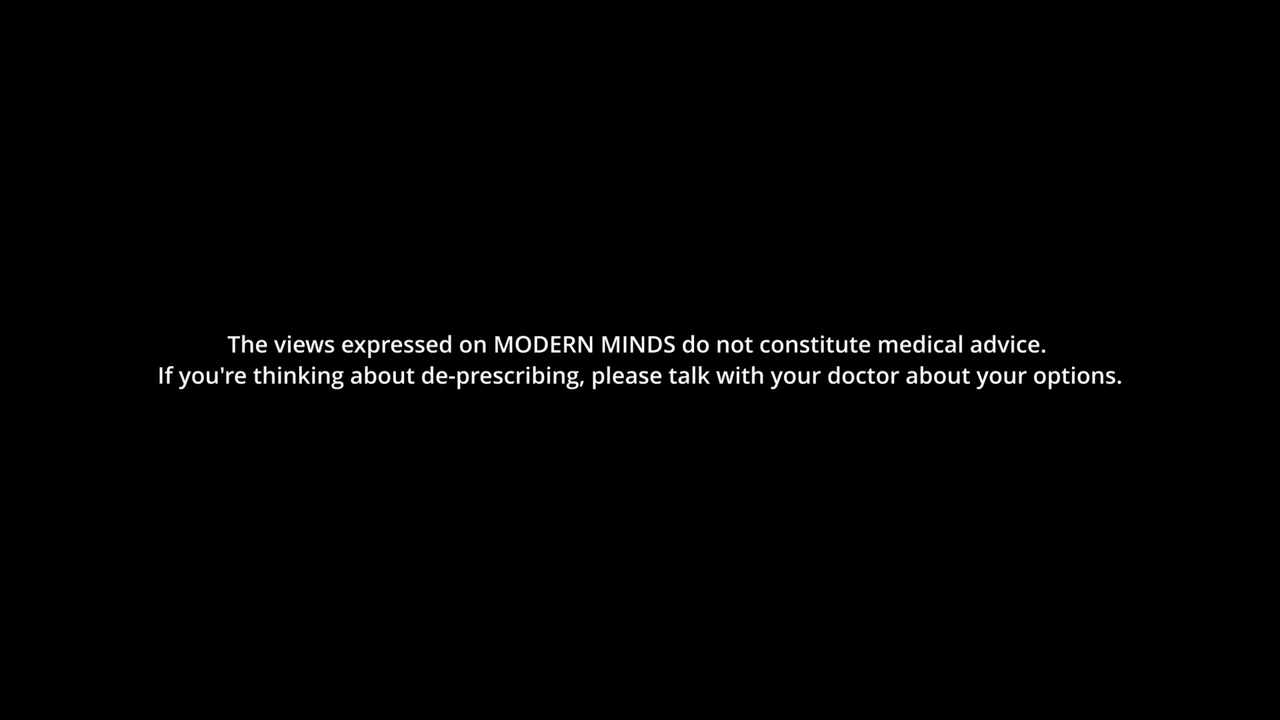 The views expressed on MODERN MINDS do not constitute medical advice.
If you're thinking about de-prescribing, please talk with your doctor about your options.